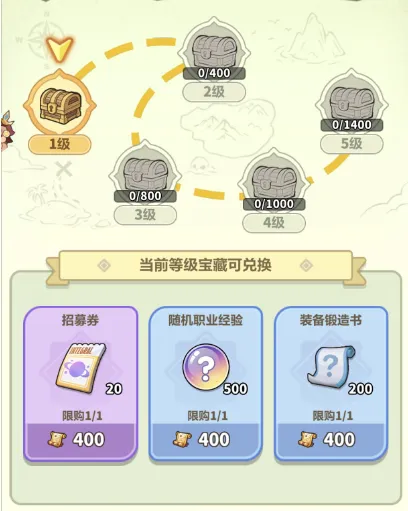 0/400
2级
1级
0/1400
5级
0/800
3级
0/1000
4级
当前等级宝藏可兑换
招募券
随机职业经验
装备锻造书
INTEGRAL
20
500
200
限购1/1
限购1/1
限购1/1
400
400
400